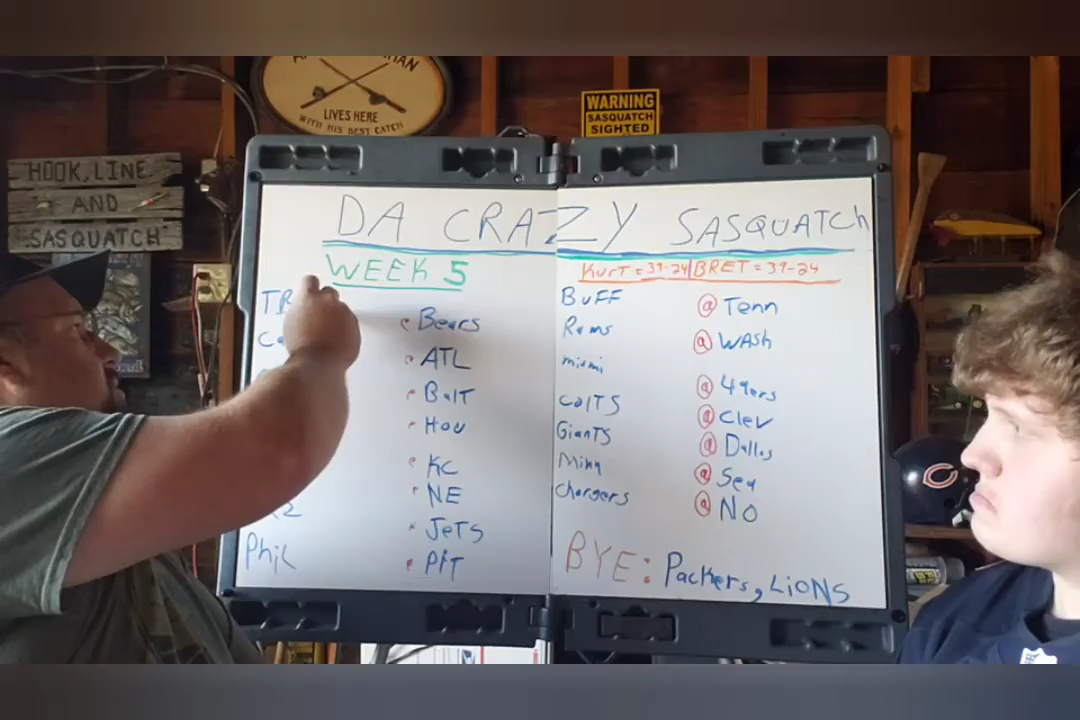 LIVES HERE
WITH HIS BEST CATCH
WARNING
SASQUATCH
SIGHTED
HOOK, LINE
AND
SASQUATCH
DA CRAZY SASQUATCH
WEEK 5
KURT = 39-24 | BRET = 39-24
Bears
ATL
BalT
HOU
KC
NE
JeTS
Phil PiT
BUFF @ Tenn
Rams @ WAsh
miami @ 49ers
ColTS @ Clev
GianTS @ Dallas
Minn @ Sea
Chargers @ NO
BYE: Packers, LiONS